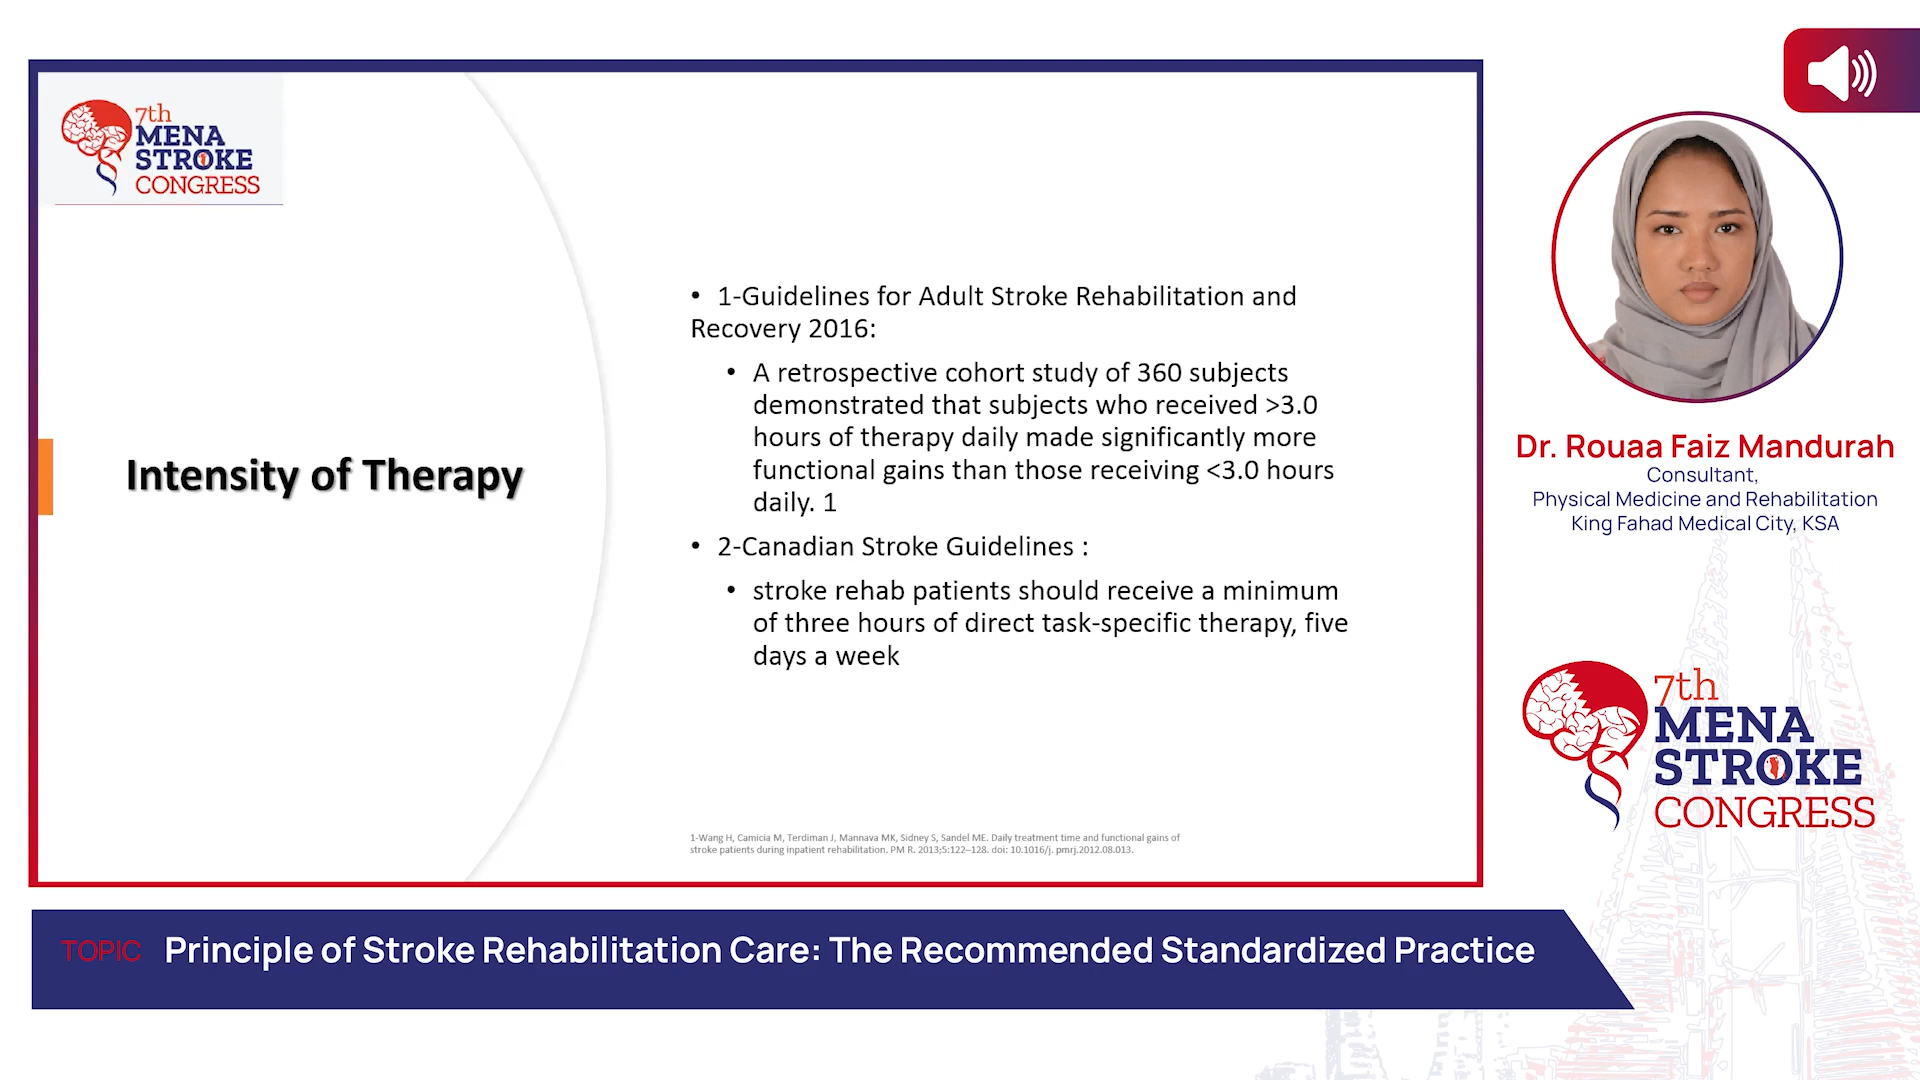 7th
MENA
STROKE
CONGRESS
Intensity of Therapy
• 1-Guidelines for Adult Stroke Rehabilitation and
Recovery 2016:
• A retrospective cohort study of 360 subjects
demonstrated that subjects who received >3.0
hours of therapy daily made significantly more
functional gains than those receiving <3.0 hours
daily. 1
• 2-Canadian Stroke Guidelines :
• stroke rehab patients should receive a minimum
of three hours of direct task-specific therapy, five
days a week
1-Wang H, Camicia M, Terdiman J, Mannava MK, Sidney S, Sandel ME. Daily treatment time and functional gains of
stroke patients during inpatient rehabilitation. PM R. 2013;5:122–128. doi: 10.1016/j. pmrj.2012.08.013.
Dr. Rouaa Faiz Mandurah
Consultant,
Physical Medicine and Rehabilitation
King Fahad Medical City, KSA
7th
MENA
STROKE
CONGRESS
TOPIC Principle of Stroke Rehabilitation Care: The Recommended Standardized Practice